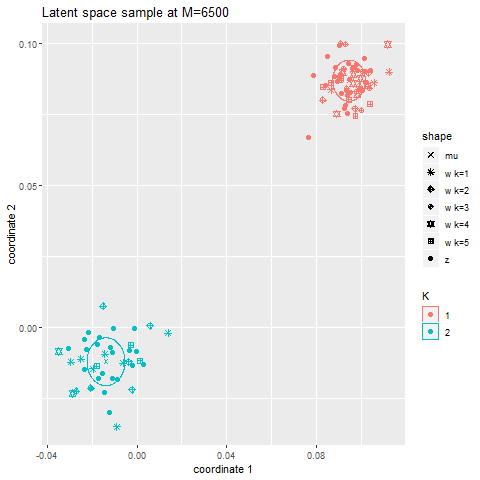 Latent space sample at M=6500
0.10
0.05
0.00
coordinate 2
-0.04
0.00
0.04
0.08
coordinate 1
shape
mu
w k=1
w k=2
w k=3
w k=4
w k=5
z
K
1
2